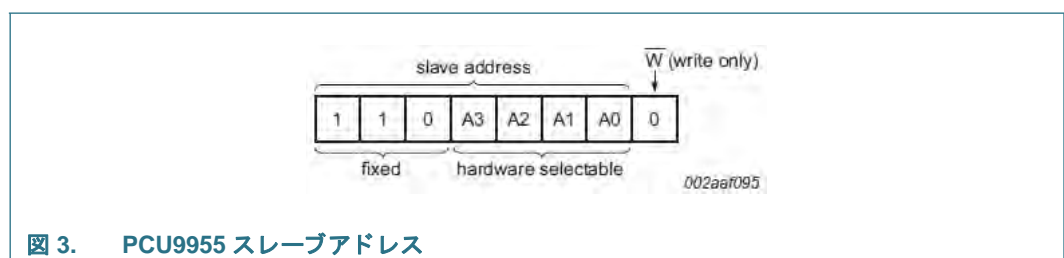 slave address
W (write only)
1 1 0 A3 A2 A1 A0 0
fixed
hardware selectable
002aaf095
図 3. PCU9955 スレーブアドレス